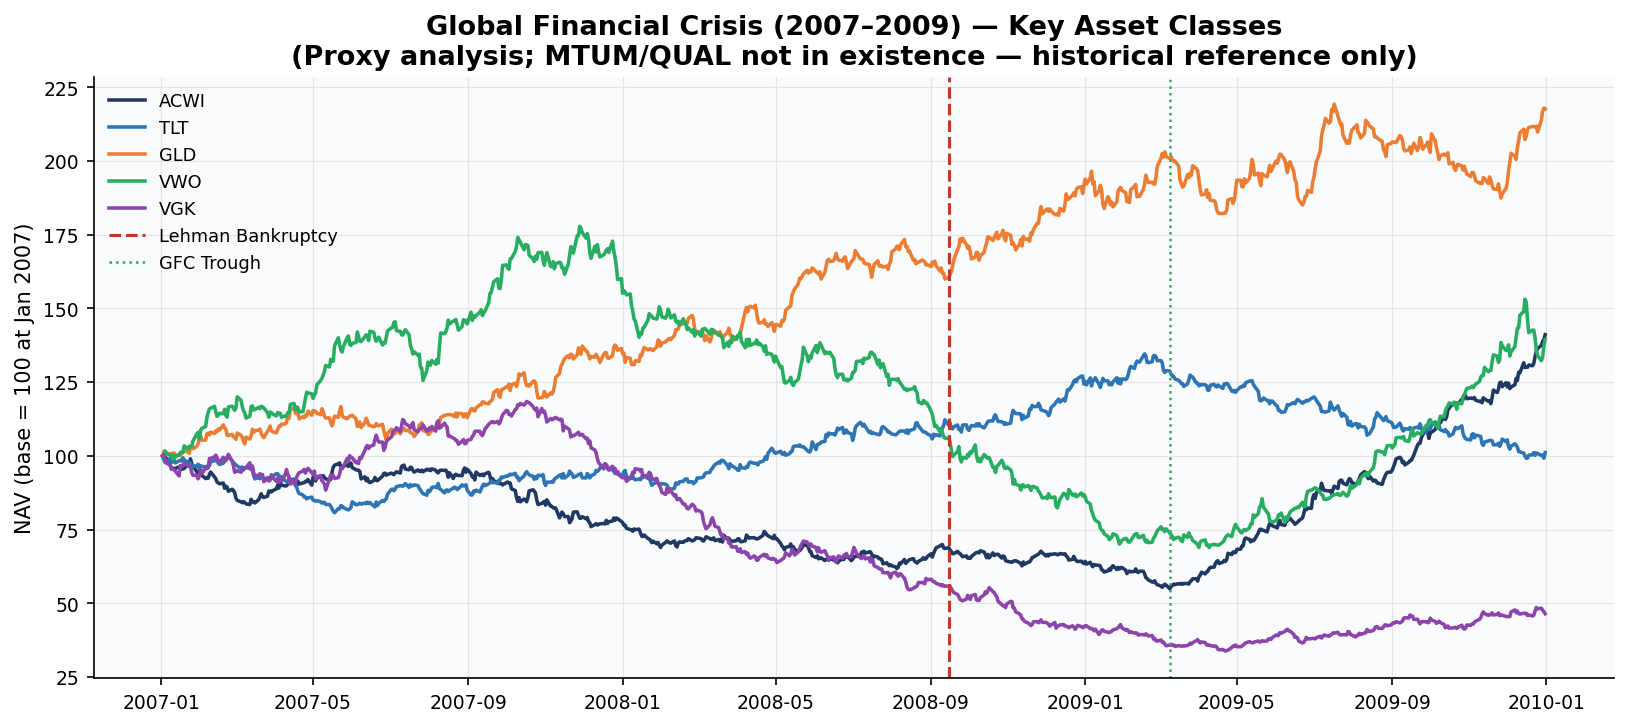 Global Financial Crisis (2007–2009) — Key Asset Classes
(Proxy analysis; MTUM/QUAL not in existence — historical reference only)
NAV (base = 100 at Jan 2007)
225
200
175
150
125
100
75
50
25
ACWI
TLT
GLD
VWO
VGK
Lehman Bankruptcy
GFC Trough
2007-01
2007-05
2007-09
2008-01
2008-05
2008-09
2009-01
2009-05
2009-09
2010-01